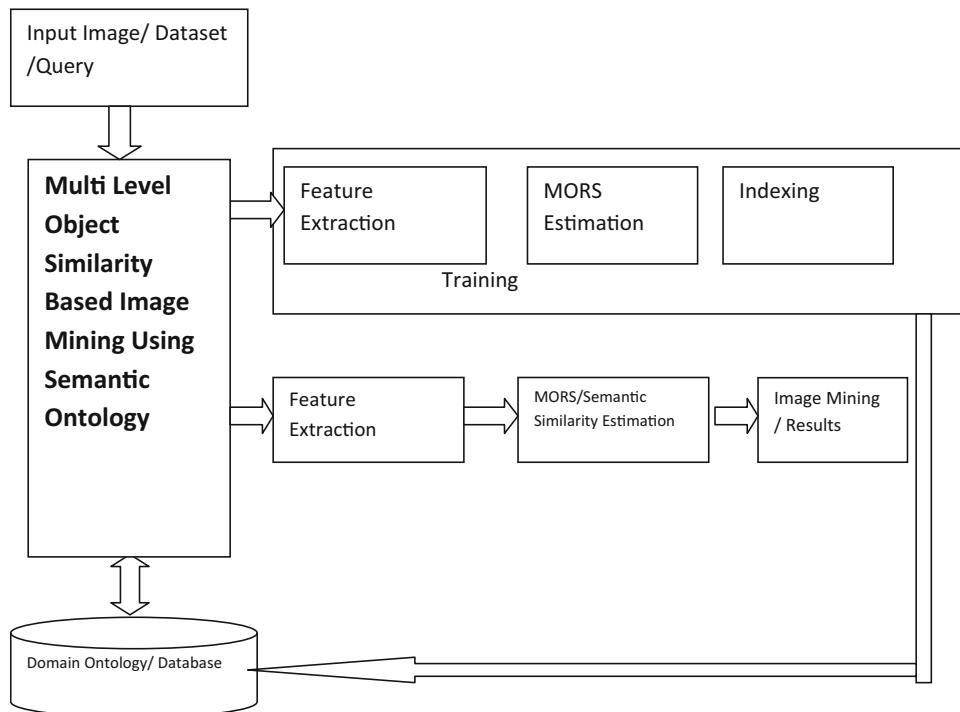 Input Image/ Dataset
/Query
Multi Level
Object
Similarity
Based Image
Mining Using
Semantic
Ontology
Feature
Extraction
MORS
Estimation
Indexing
Training
Feature
Extraction
MORS/Semantic
Similarity Estimation
Image Mining
/ Results
Domain Ontology/ Database